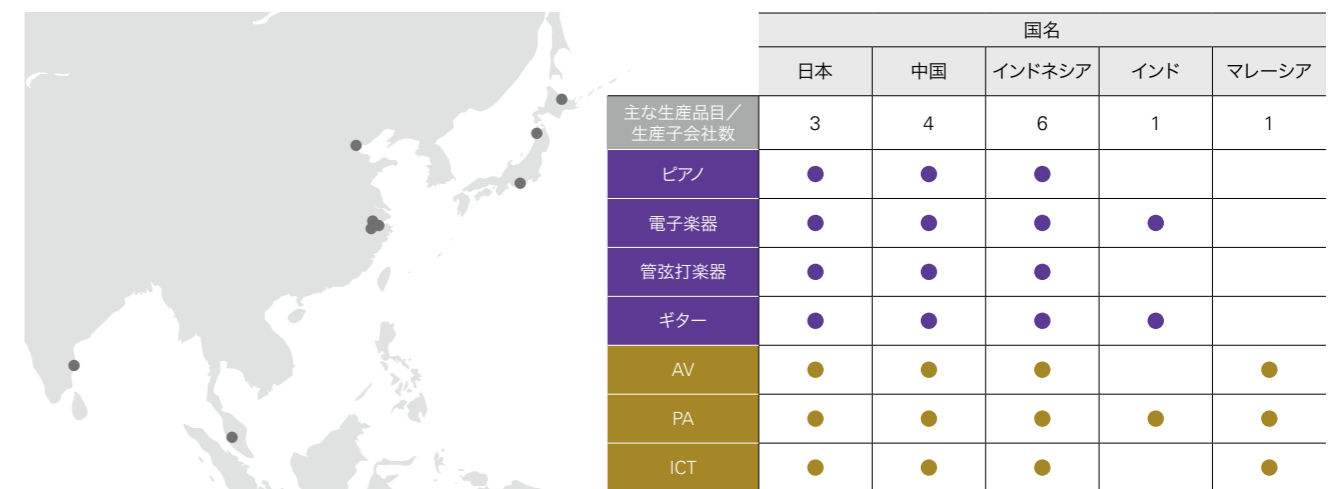 国名
日本 中国 インドネシア インド マレーシア
主な生産品目／
生産子会社数 3 4 6 1 1
ピアノ ● ● ●
電子楽器 ● ● ● ●
管弦打楽器 ● ● ●
ギター ● ● ● ●
AV ● ● ● ●
PA ● ● ● ● ●
ICT ● ● ● ●